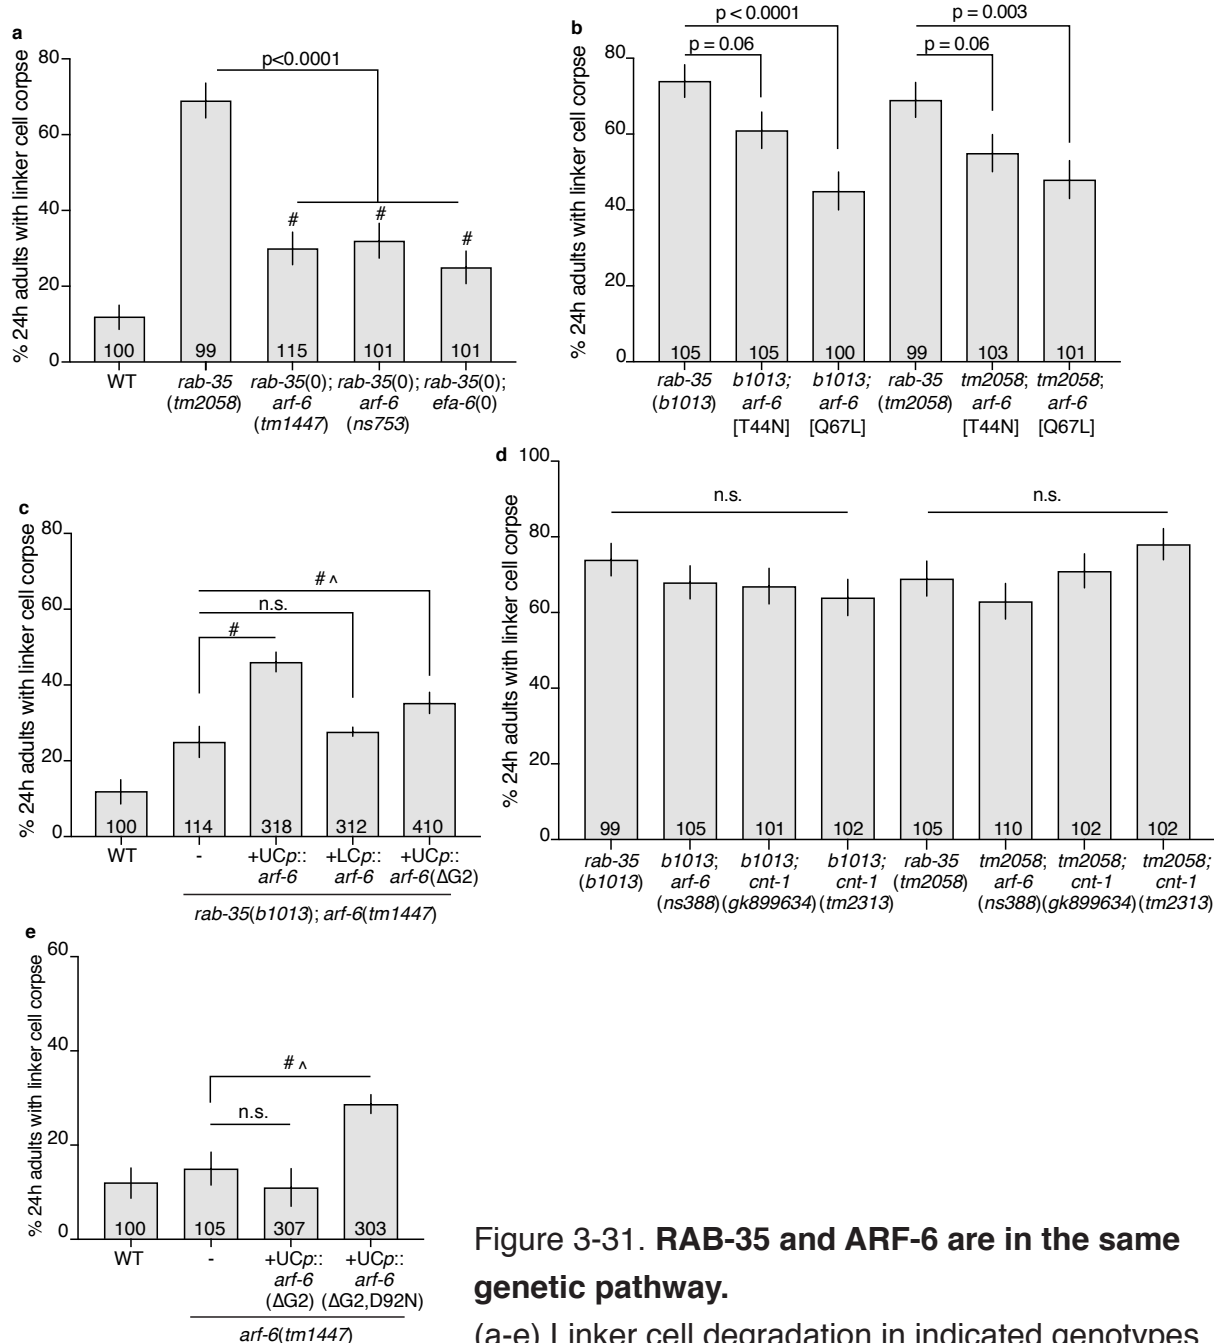 a
% 24h adults with linker cell corpse
80
60
40
20
0
p<0.0001
#
#
#
100
99
115
101
101
WT
rab-35 rab-35(0); rab-35(0); rab-35(0);
(tm2058) arf-6 arf-6 efa-6(0)
(tm1447) (ns753)
b
% 24h adults with linker cell corpse
80
60
40
20
0
p < 0.0001
p = 0.06
p = 0.003
p = 0.06
105
105
100
99
103
101
rab-35 b1013; b1013; rab-35 tm2058; tm2058;
(b1013) arf-6 arf-6 (tm2058) arf-6 arf-6
[T44N] [Q67L] [T44N] [Q67L]
c
% 24h adults with linker cell corpse
80
60
40
20
0
# ^
n.s.
#
100
114
318
312
410
WT - +UCp:: +LCp:: +UCp::
arf-6 arf-6 arf-6(ΔG2)
rab-35(b1013); arf-6(tm1447)
d
% 24h adults with linker cell corpse
100
80
60
40
20
0
n.s.
n.s.
99
105
101
102
105
110
102
102
rab-35 b1013; b1013; b1013; rab-35 tm2058; tm2058; tm2058;
(b1013) arf-6 cnt-1 cnt-1 (tm2058) arf-6 cnt-1 cnt-1
(ns388) (gk899634) (tm2313) (ns388) (gk899634) (tm2313)
e
% 24h adults with linker cell corpse
60
40
20
0
# ^
n.s.
100
105
307
303
WT - +UCp:: +UCp::
arf-6 arf-6
(ΔG2) (ΔG2,D92N)
arf-6(tm1447)
Figure 3-31. RAB-35 and ARF-6 are in the same
genetic pathway.
(a-e) Linker cell degradation in indicated genotypes